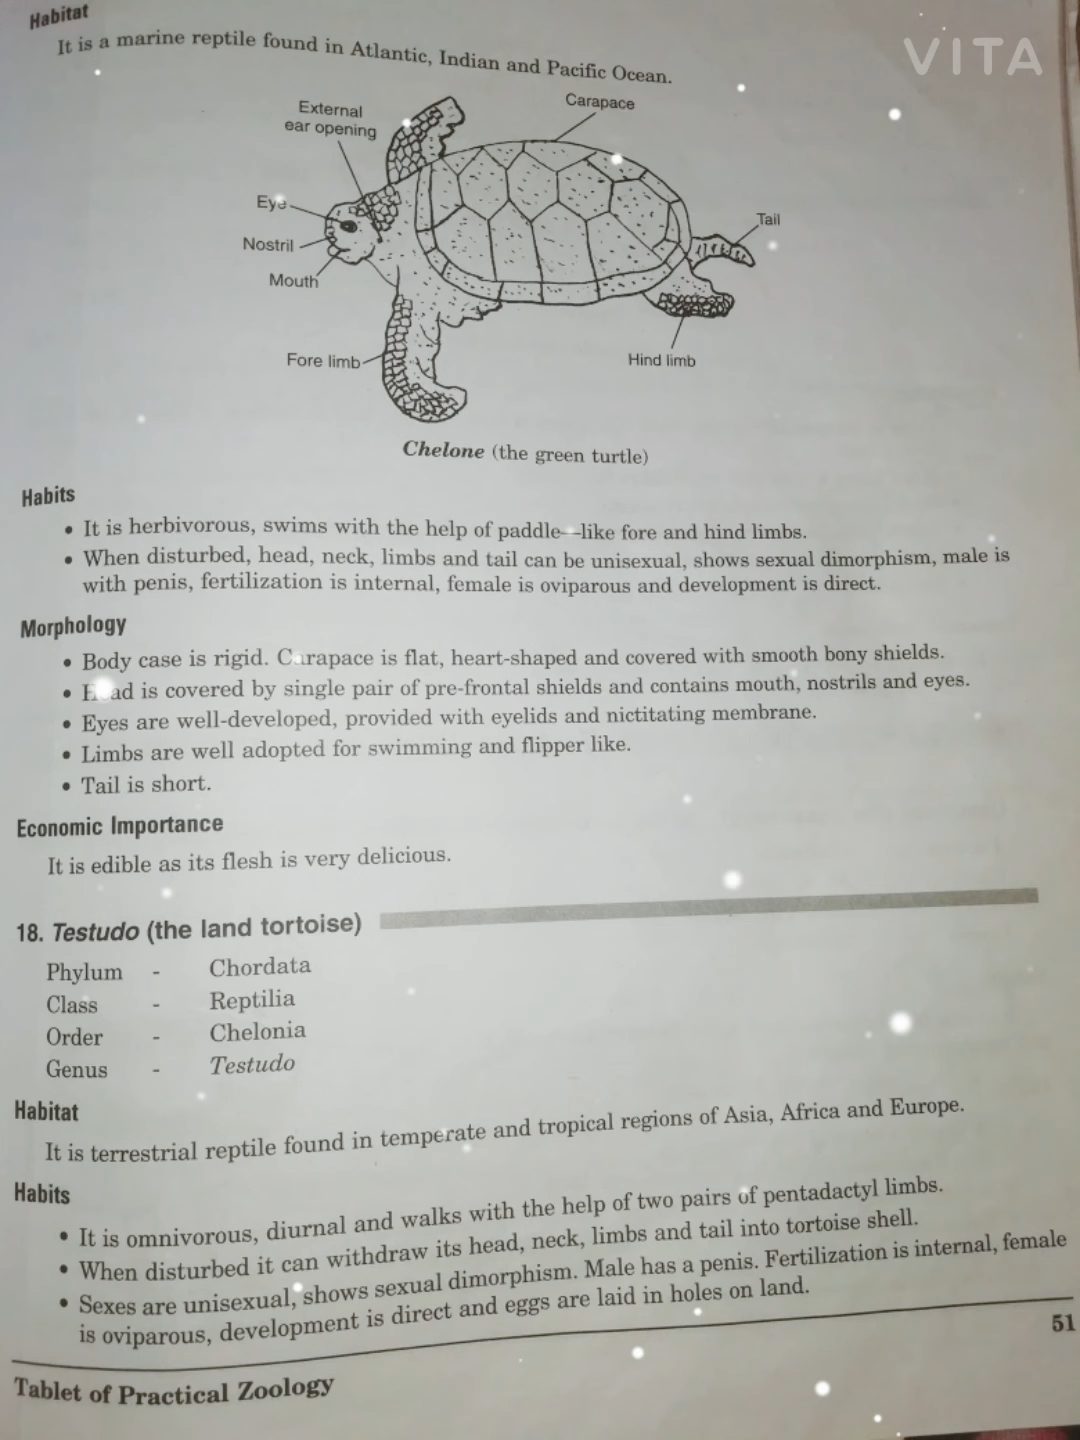 Habitat
It is a marine reptile found in Atlantic, Indian and Pacific Ocean.
VITA
Carapace
External
ear opening
Eye
Tail
Nostril
Mouth
Fore limb
Hind limb
Chelone (the green turtle)
Habits
• It is herbivorous, swims with the help of paddle—like fore and hind limbs.
• When disturbed, head, neck, limbs and tail can be unisexual, shows sexual dimorphism, male is
with penis, fertilization is internal, female is oviparous and development is direct.
Morphology
• Body case is rigid. Carapace is flat, heart-shaped and covered with smooth bony shields.
• Head is covered by single pair of pre-frontal shields and contains mouth, nostrils and eyes.
• Eyes are well-developed, provided with eyelids and nictitating membrane.
• Limbs are well adopted for swimming and flipper like.
• Tail is short.
Economic Importance
It is edible as its flesh is very delicious.
18. Testudo (the land tortoise)
Phylum - Chordata
Class - Reptilia
Order - Chelonia
Genus - Testudo
Habitat
It is terrestrial reptile found in temperate and tropical regions of Asia, Africa and Europe.
Habits
• It is omnivorous, diurnal and walks with the help of two pairs of pentadactyl limbs.
• When disturbed it can withdraw its head, neck, limbs and tail into tortoise shell.
• Sexes are unisexual, shows sexual dimorphism. Male has a penis. Fertilization is internal, female
is oviparous, development is direct and eggs are laid in holes on land.
51
Tablet of Practical Zoology